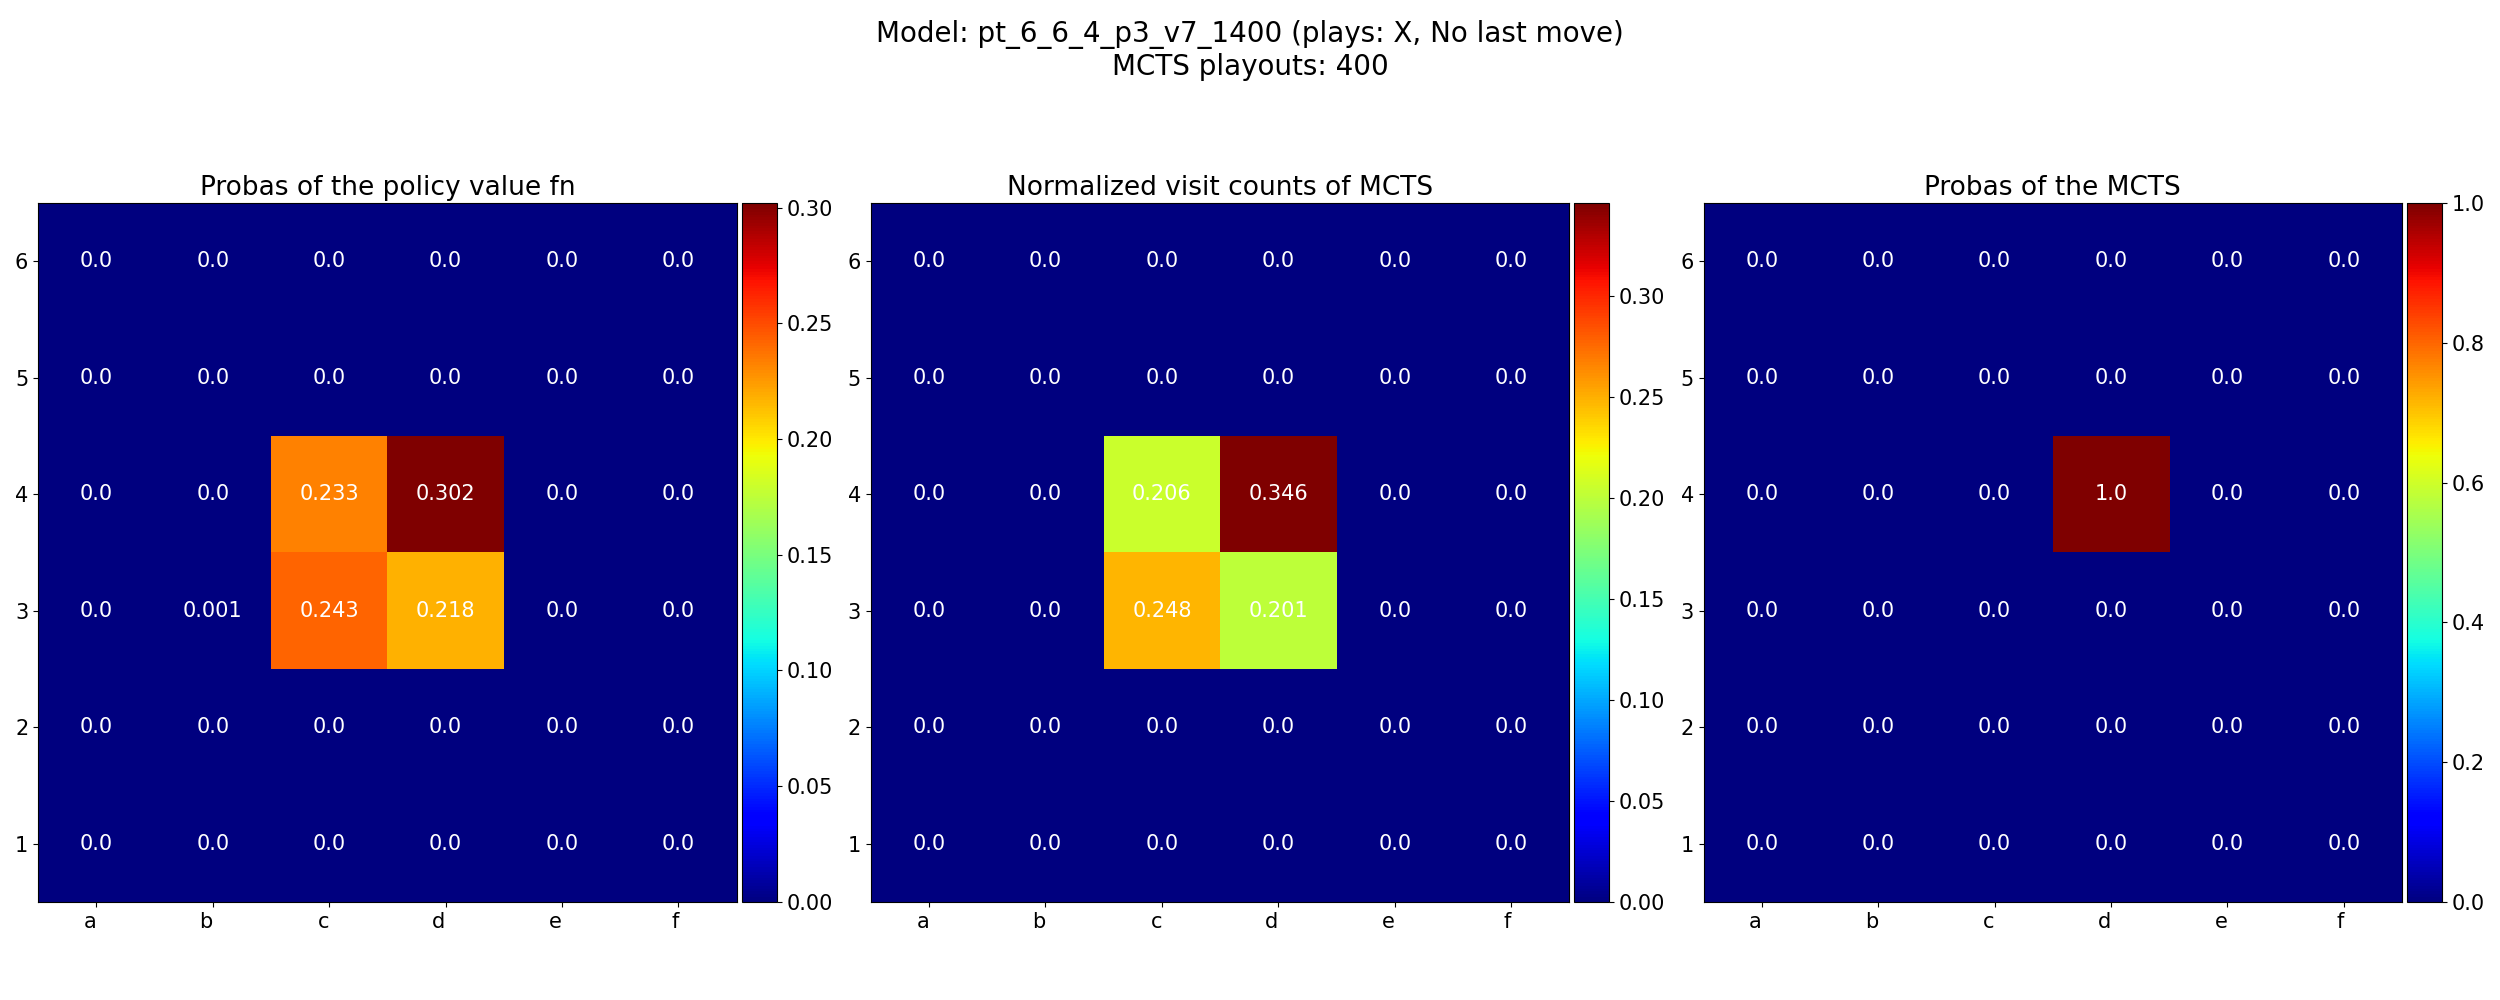 Model: pt_6_6_4_p3_v7_1400 (plays: X, No last move)
MCTS playouts: 400
Probas of the policy value fn
6 0.0 0.0 0.0 0.0 0.0 0.0
5 0.0 0.0 0.0 0.0 0.0 0.0
4 0.0 0.0 0.233 0.302 0.0 0.0
3 0.0 0.001 0.243 0.218 0.0 0.0
2 0.0 0.0 0.0 0.0 0.0 0.0
1 0.0 0.0 0.0 0.0 0.0 0.0
a b c d e f
0.30
0.25
0.20
0.15
0.10
0.05
0.00
Normalized visit counts of MCTS
6 0.0 0.0 0.0 0.0 0.0 0.0
5 0.0 0.0 0.0 0.0 0.0 0.0
4 0.0 0.0 0.206 0.346 0.0 0.0
3 0.0 0.0 0.248 0.201 0.0 0.0
2 0.0 0.0 0.0 0.0 0.0 0.0
1 0.0 0.0 0.0 0.0 0.0 0.0
a b c d e f
0.30
0.25
0.20
0.15
0.10
0.05
0.00
Probas of the MCTS
6 0.0 0.0 0.0 0.0 0.0 0.0
5 0.0 0.0 0.0 0.0 0.0 0.0
4 0.0 0.0 0.0 1.0 0.0 0.0
3 0.0 0.0 0.0 0.0 0.0 0.0
2 0.0 0.0 0.0 0.0 0.0 0.0
1 0.0 0.0 0.0 0.0 0.0 0.0
a b c d e f
1.0
0.8
0.6
0.4
0.2
0.0